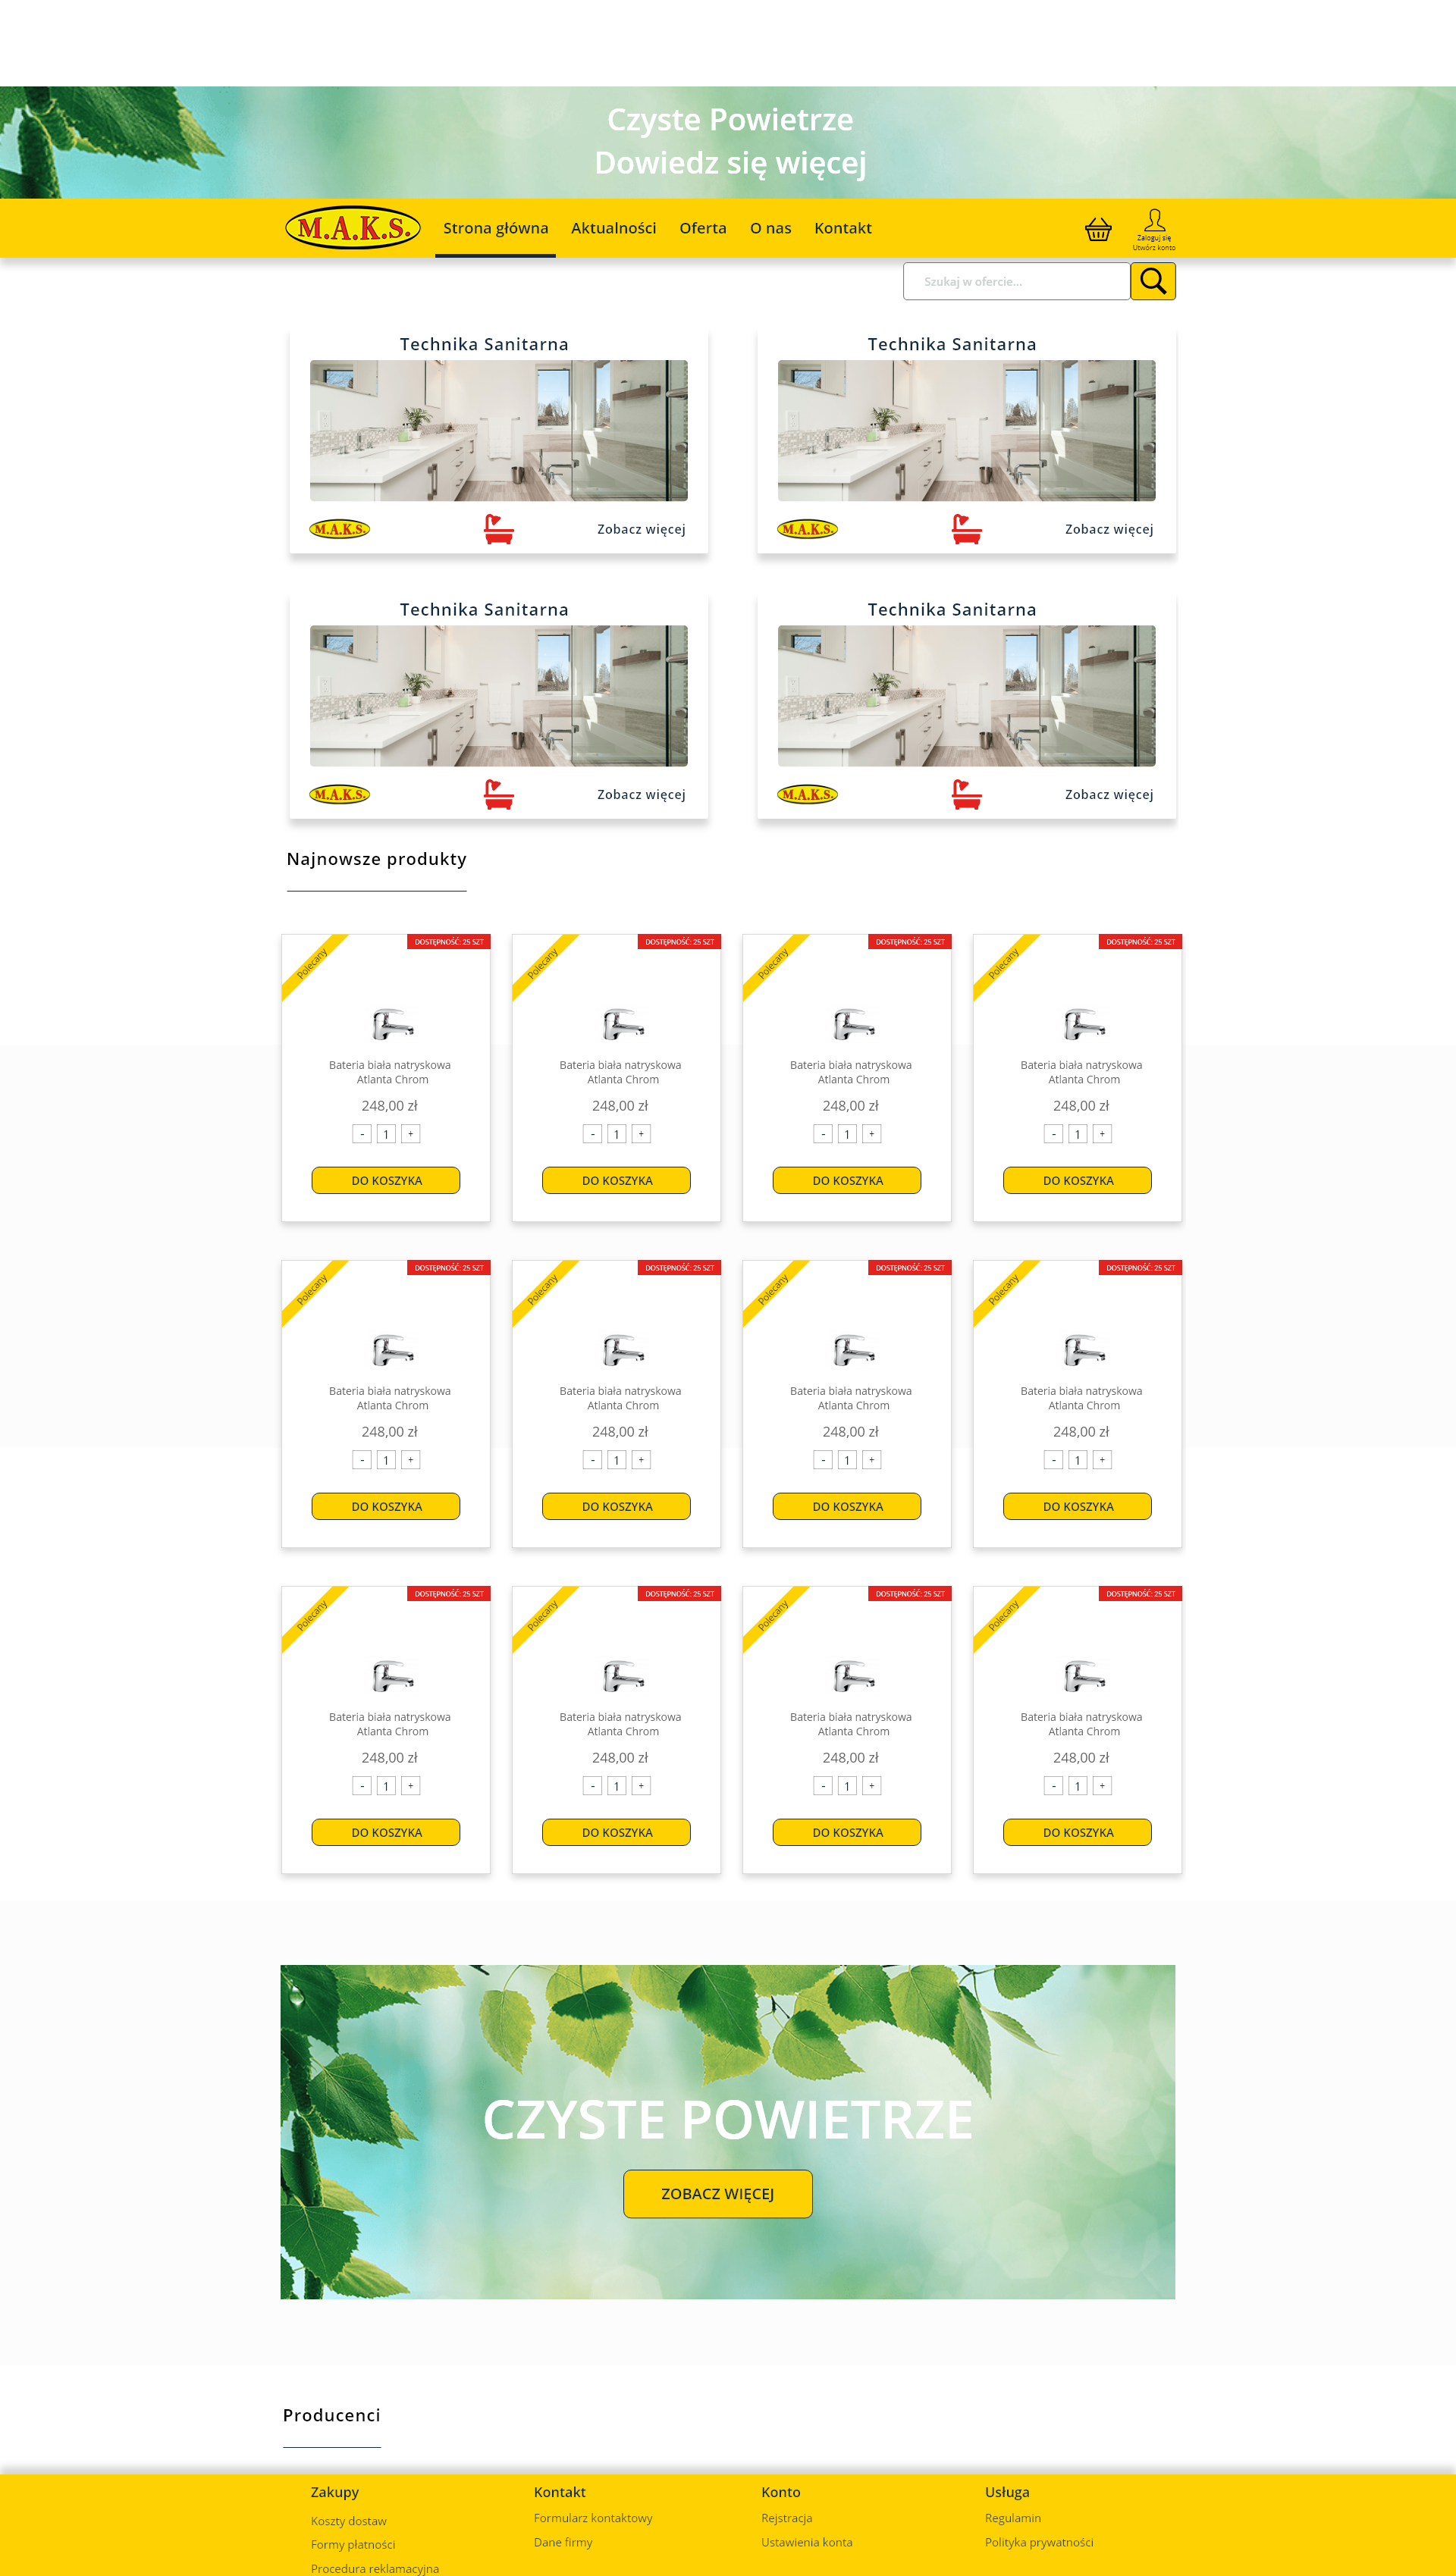 Czyste Powietrze
Dowiedz się więcej
M.A.K.S. Strona główna Aktualności Oferta O nas Kontakt
Zaloguj się
Utwórz konto
Szukaj w ofercie...
Technika Sanitarna Technika Sanitarna
M.A.K.S. Zobacz więcej M.A.K.S. Zobacz więcej
Technika Sanitarna Technika Sanitarna
M.A.K.S. Zobacz więcej M.A.K.S. Zobacz więcej
Najnowsze produkty
Polecany DOSTĘPNOŚĆ: 25 SZT Polecany DOSTĘPNOŚĆ: 25 SZT Polecany DOSTĘPNOŚĆ: 25 SZT Polecany DOSTĘPNOŚĆ: 25 SZT
Bateria biała natryskowa Bateria biała natryskowa Bateria biała natryskowa Bateria biała natryskowa
Atlanta Chrom Atlanta Chrom Atlanta Chrom Atlanta Chrom
248,00 zł 248,00 zł 248,00 zł 248,00 zł
- 1 + - 1 + - 1 + - 1 +
DO KOSZYKA DO KOSZYKA DO KOSZYKA DO KOSZYKA
Polecany DOSTĘPNOŚĆ: 25 SZT Polecany DOSTĘPNOŚĆ: 25 SZT Polecany DOSTĘPNOŚĆ: 25 SZT Polecany DOSTĘPNOŚĆ: 25 SZT
Bateria biała natryskowa Bateria biała natryskowa Bateria biała natryskowa Bateria biała natryskowa
Atlanta Chrom Atlanta Chrom Atlanta Chrom Atlanta Chrom
248,00 zł 248,00 zł 248,00 zł 248,00 zł
- 1 + - 1 + - 1 + - 1 +
DO KOSZYKA DO KOSZYKA DO KOSZYKA DO KOSZYKA
Polecany DOSTĘPNOŚĆ: 25 SZT Polecany DOSTĘPNOŚĆ: 25 SZT Polecany DOSTĘPNOŚĆ: 25 SZT Polecany DOSTĘPNOŚĆ: 25 SZT
Bateria biała natryskowa Bateria biała natryskowa Bateria biała natryskowa Bateria biała natryskowa
Atlanta Chrom Atlanta Chrom Atlanta Chrom Atlanta Chrom
248,00 zł 248,00 zł 248,00 zł 248,00 zł
- 1 + - 1 + - 1 + - 1 +
DO KOSZYKA DO KOSZYKA DO KOSZYKA DO KOSZYKA
CZYSTE POWIETRZE
ZOBACZ WIĘCEJ
Producenci
Zakupy Kontakt Konto Usługa
Koszty dostaw Formularz kontaktowy Rejstracja Regulamin
Formy płatności Dane firmy Ustawienia konta Polityka prywatności
Procedura reklamacyjna